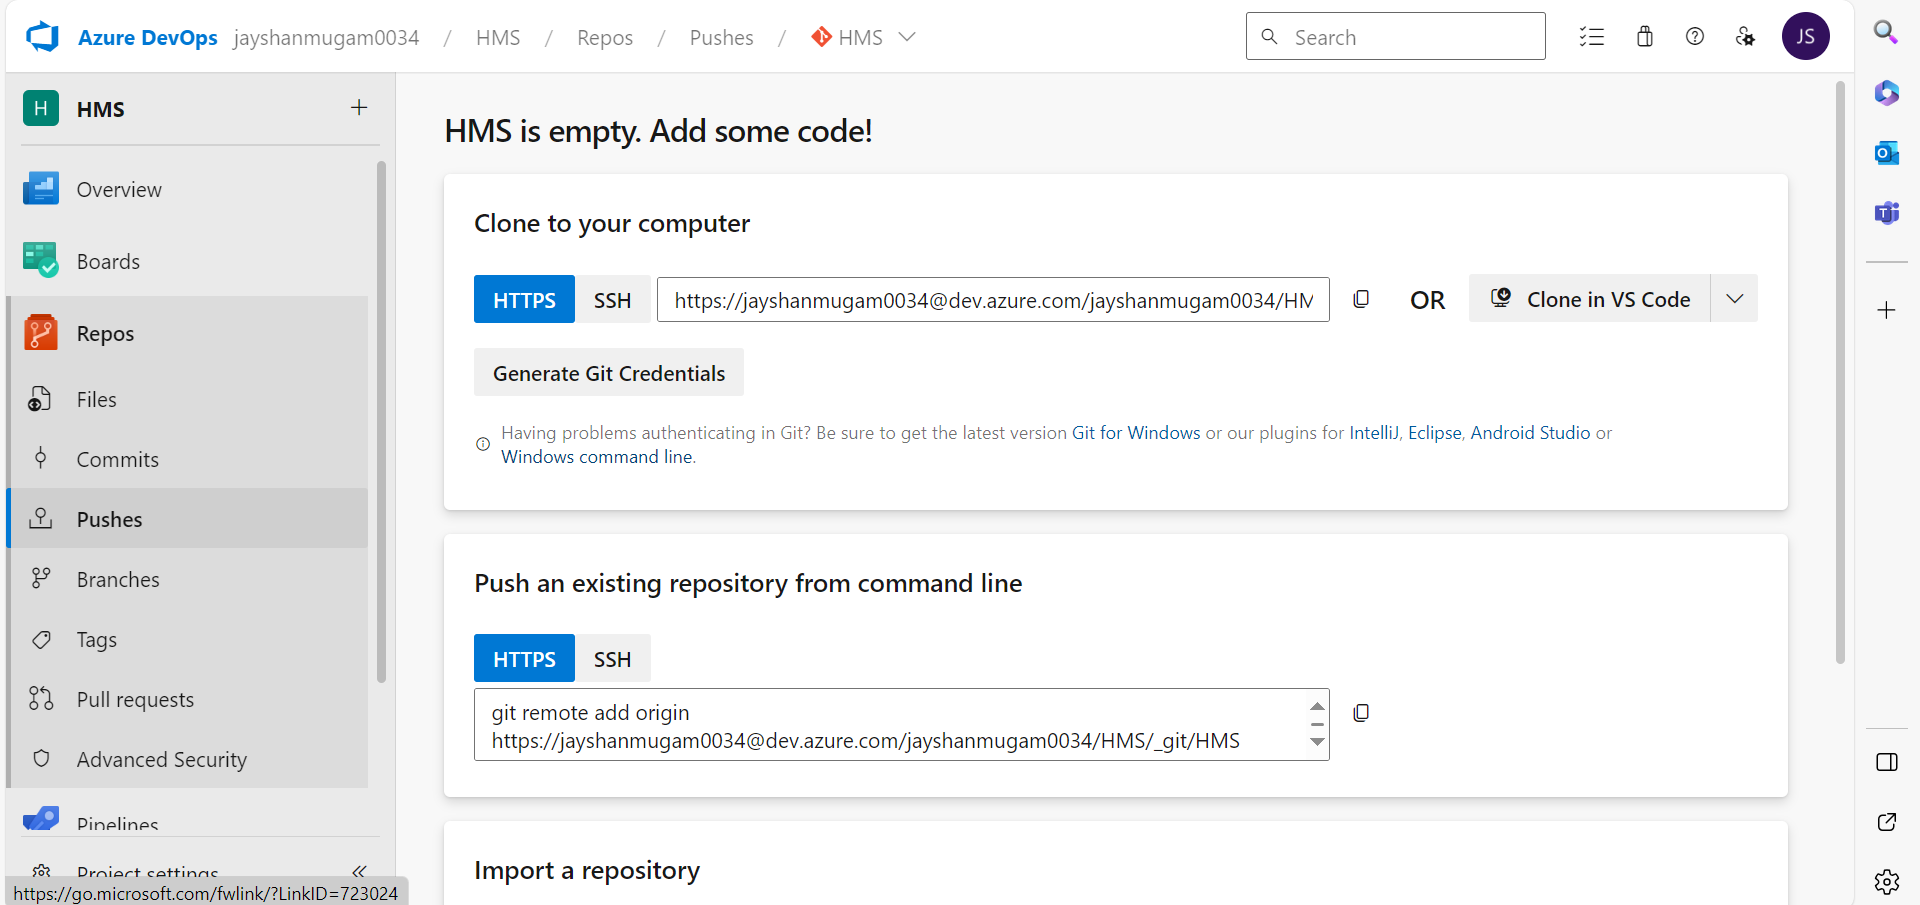 Azure DevOps jayshanmugam0034 / HMS / Repos / Pushes / HMS
Search
JS
H HMS
Overview
Boards
Repos
Files
Commits
Pushes
Branches
Tags
Pull requests
Advanced Security
Pipelines
Project settings
https://go.microsoft.com/fwlink/?LinkID=723024
HMS is empty. Add some code!
Clone to your computer
HTTPS SSH https://jayshanmugam0034@dev.azure.com/jayshanmugam0034/HM OR Clone in VS Code
Generate Git Credentials
Having problems authenticating in Git? Be sure to get the latest version Git for Windows or our plugins for IntelliJ, Eclipse, Android Studio or
Windows command line.
Push an existing repository from command line
HTTPS SSH
git remote add origin
https://jayshanmugam0034@dev.azure.com/jayshanmugam0034/HMS/_git/HMS
Import a repository